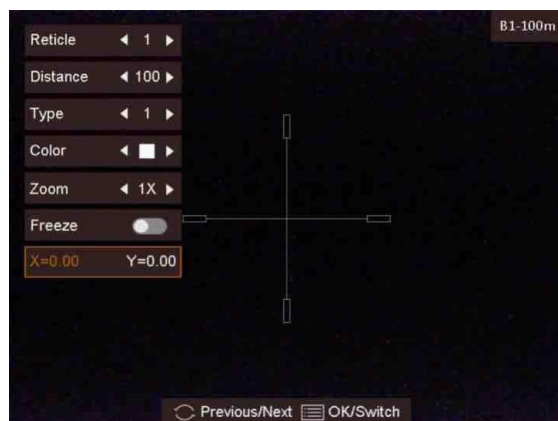 B1-100m
Reticle 1
Distance 100
Type 1
Color
Zoom 1X
Freeze
X=0.00 Y=0.00
Previous/Next OK/Switch